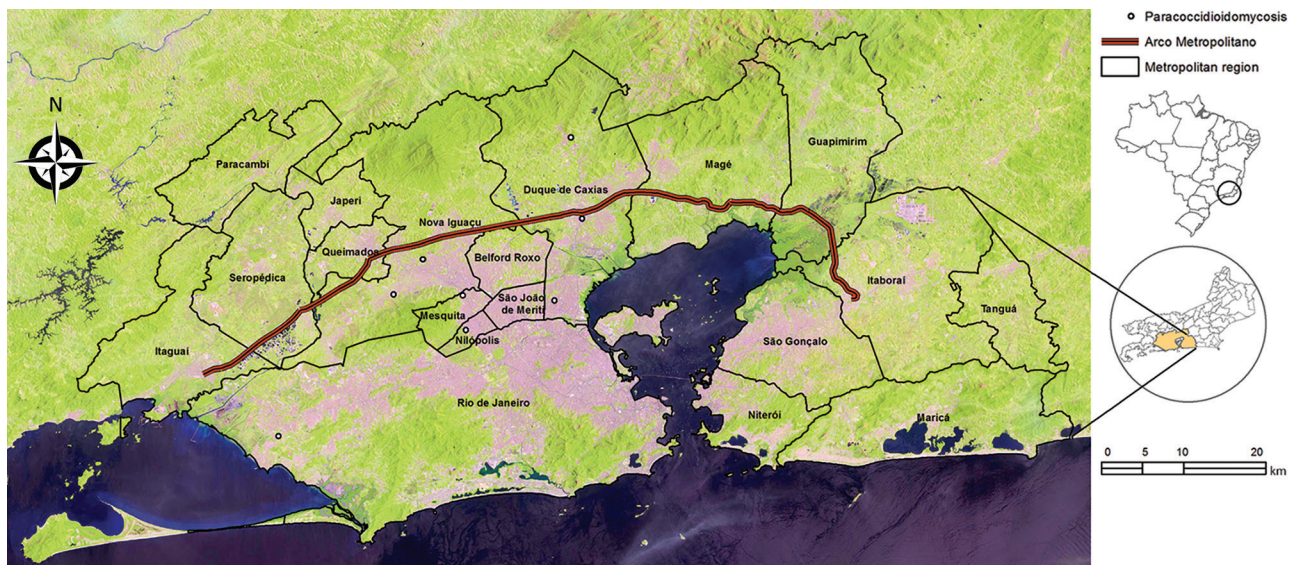 Paracoccidioidomycosis
Arco Metropolitano
Metropolitan region
N
Paracambi
Japeri
Queimados
Seropédica
Itaguaí
Nova Iguaçu
Duque de Caxias
Magé
Guapimirim
Belford Roxo
São João
de Meriti
Mesquita
Nilópolis
Rio de Janeiro
Itaboraí
Tanguá
São Gonçalo
Niterói
Maricá
0 5 10 20
km